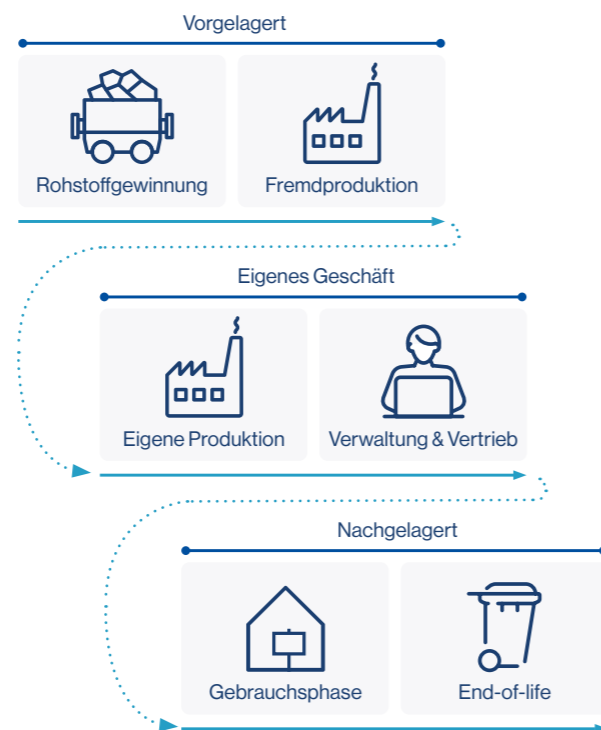 Vorgelagert
Rohstoffgewinnung
Fremdproduktion
Eigenes Geschäft
Eigene Produktion
Verwaltung & Vertrieb
Nachgelagert
Gebrauchsphase
End-of-life